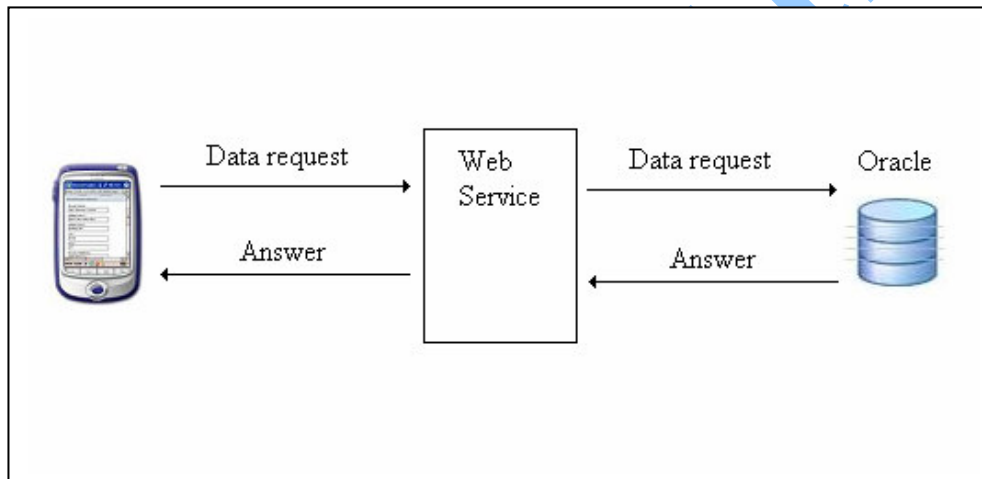 Data request
Answer
Web
Service
Data request
Answer
Oracle